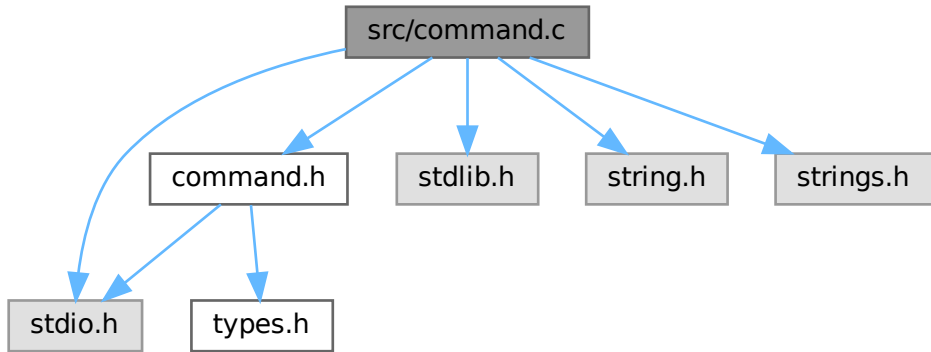 src/command.c
command.h
stdlib.h
string.h
strings.h
stdio.h
types.h